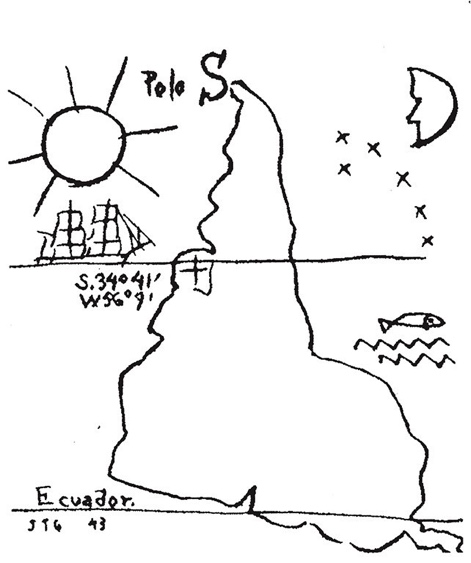 Polo S
S. 34° 41'
W 56° 9'
Ecuador.
JTG 43